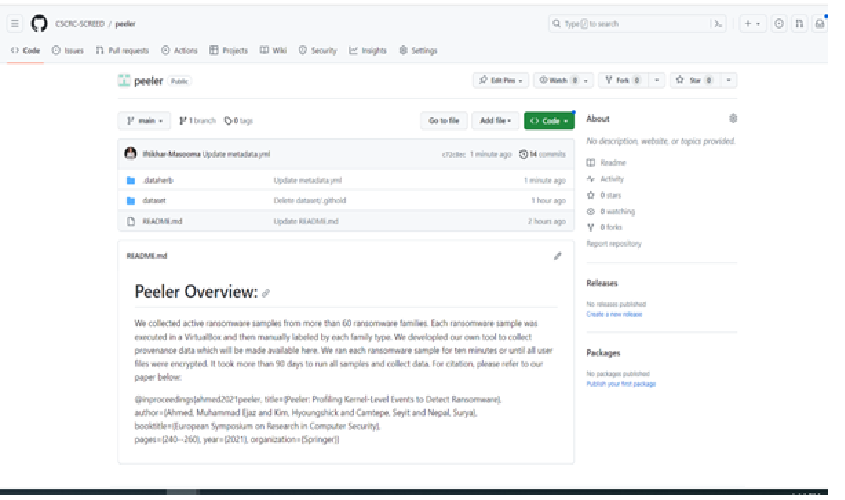 CSCRC-SCREED / peeler
Type / to search
Code Issues Pull requests Actions Projects Wiki Security Insights Settings
peeler Public
Edit Pins Watch 0 Fork 0 Star 0
main 1 branch 0 tags
Go to file Add file Code
About
No description, website, or topics provided.
Readme
Activity
0 stars
0 watching
0 forks
Report repository
Iftikhar-Masooma Update metadata.yml 1 minute ago 14 commits
.dataherb Update metadata.yml 1 minute ago
dataset Delete dataset/.githold 1 hour ago
README.md Update README.md 2 hours ago
Releases
No releases published
Create a new release
Packages
No packages published
Publish your first package
README.md
Peeler Overview:
We collected active ransomware samples from more than 60 ransomware families. Each ransomware sample was
executed in a VirtualBox and then manually labeled by each family type. We developled our own tool to collect
provenance data which will be made available here. We ran each ransomware sample for ten minutes or until all user
files were encrypted. It took more than 90 days to run all samples and collect data. For citation, please refer to our
paper below:
@inproceedings{ahmed2021peeler, title={Peeler: Profiling Kernel-Level Events to Detect Ransomware},
author={Ahmed, Muhammad Ejaz and Kim, Hyoungshick and Camtepe, Seyit and Nepal, Surya},
booktitle={European Symposium on Research in Computer Security},
pages={240--260}, year={2021}, organization={Springer}}